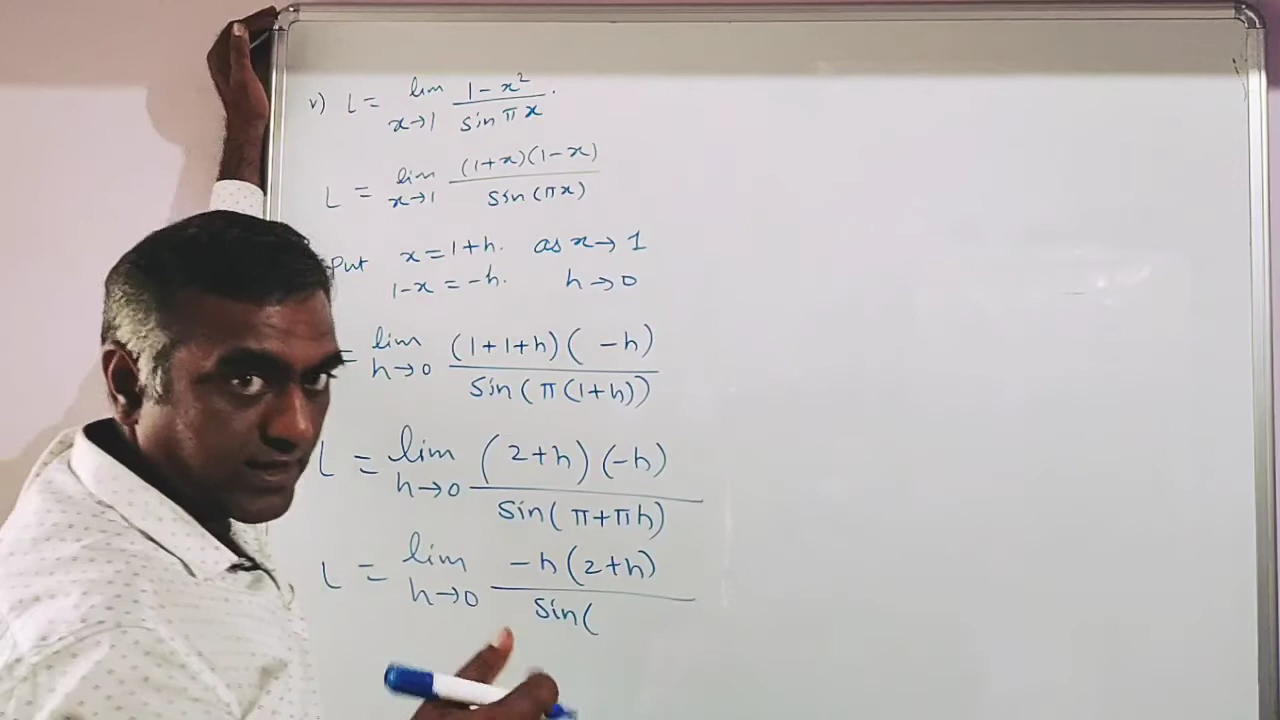 v) L = lim x→1 1-x² / sin πx.
L = lim x→1 (1+x)(1-x) / sin(πx)
Put x=1+h. as x→1
1-x=-h. h→0
= lim h→0 (1+1+h)(-h) / sin(π(1+h))
L = lim h→0 (2+h)(-h) / sin(π+πh)
L = lim h→0 -h(2+h) / sin(